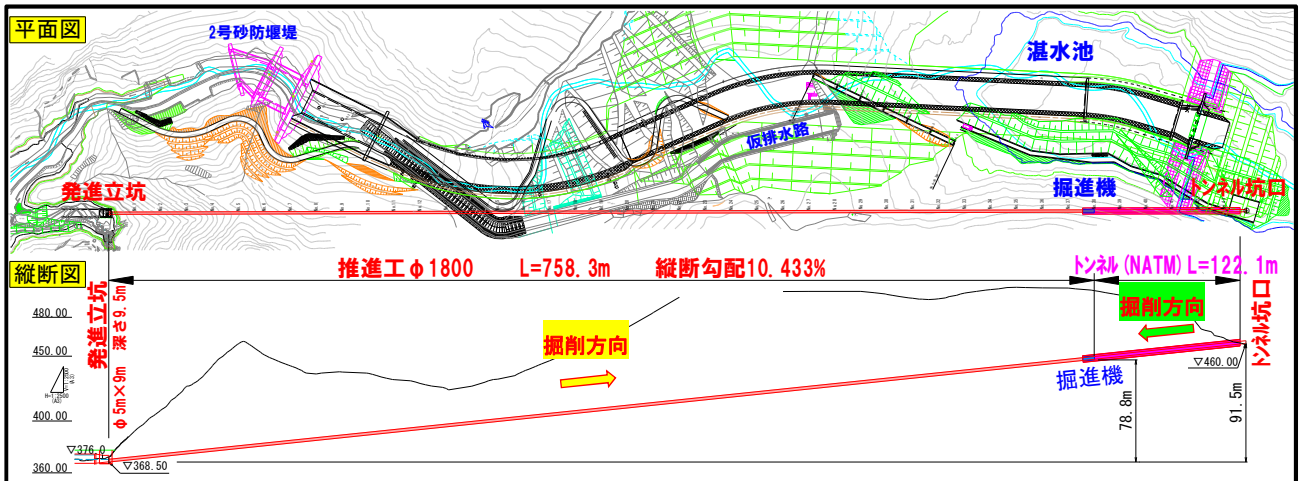 平面図
2号砂防堰堤
湛水池
仮排水路
発進立坑
掘進機
トンネル坑口
縦断図
推進工φ1800 L=758.3m 縦断勾配10.433%
トンネル(NATM) L=122.1m
発進立坑
φ5m×9m 深さ9.5m
480.00
450.00
400.00
360.00
掘削方向
掘削方向
トンネル坑口
掘進機
▽460.00
78.8m
91.5m
▽376.0
▽368.50